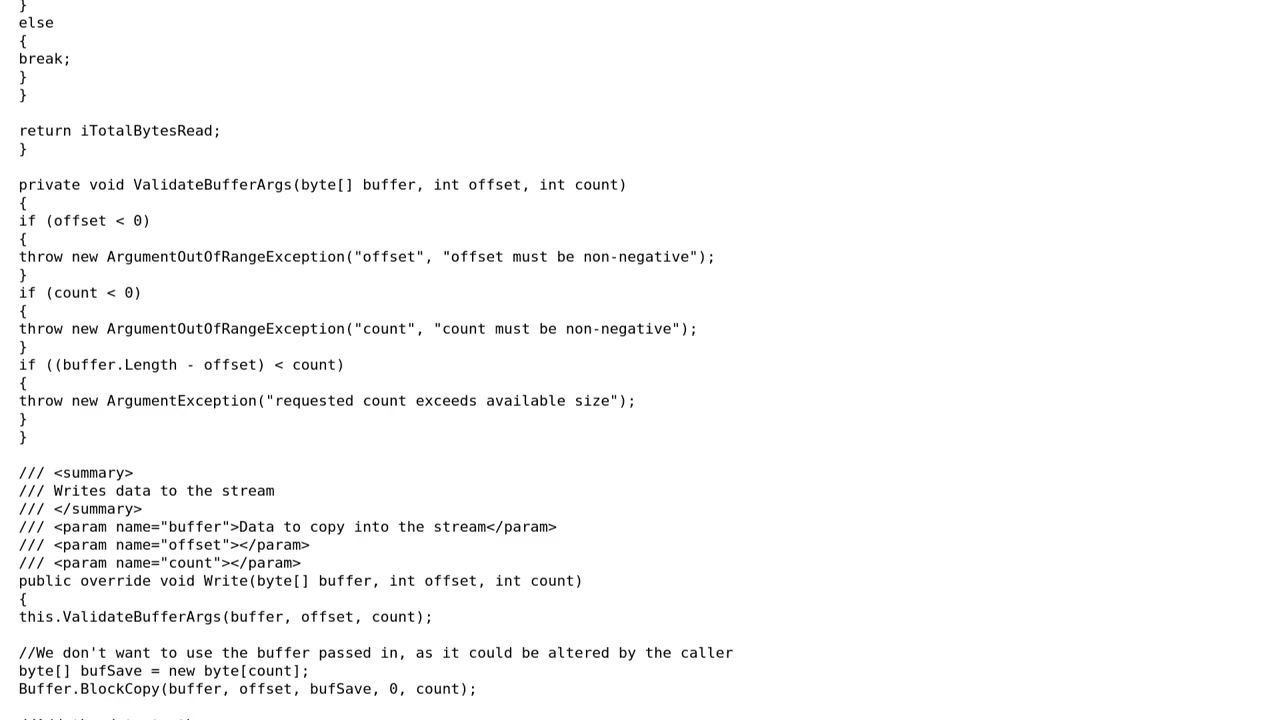 }
else
{
break;
}
}
return iTotalBytesRead;
}
private void ValidateBufferArgs(byte[] buffer, int offset, int count)
{
if (offset < 0)
{
throw new ArgumentOutOfRangeException("offset", "offset must be non-negative");
}
if (count < 0)
{
throw new ArgumentOutOfRangeException("count", "count must be non-negative");
}
if ((buffer.Length - offset) < count)
{
throw new ArgumentException("requested count exceeds available size");
}
}
/// <summary>
/// Writes data to the stream
/// </summary>
/// <param name="buffer">Data to copy into the stream</param>
/// <param name="offset"></param>
/// <param name="count"></param>
public override void Write(byte[] buffer, int offset, int count)
{
this.ValidateBufferArgs(buffer, offset, count);
//We don't want to use the buffer passed in, as it could be altered by the caller
byte[] bufSave = new byte[count];
Buffer.BlockCopy(buffer, offset, bufSave, 0, count);